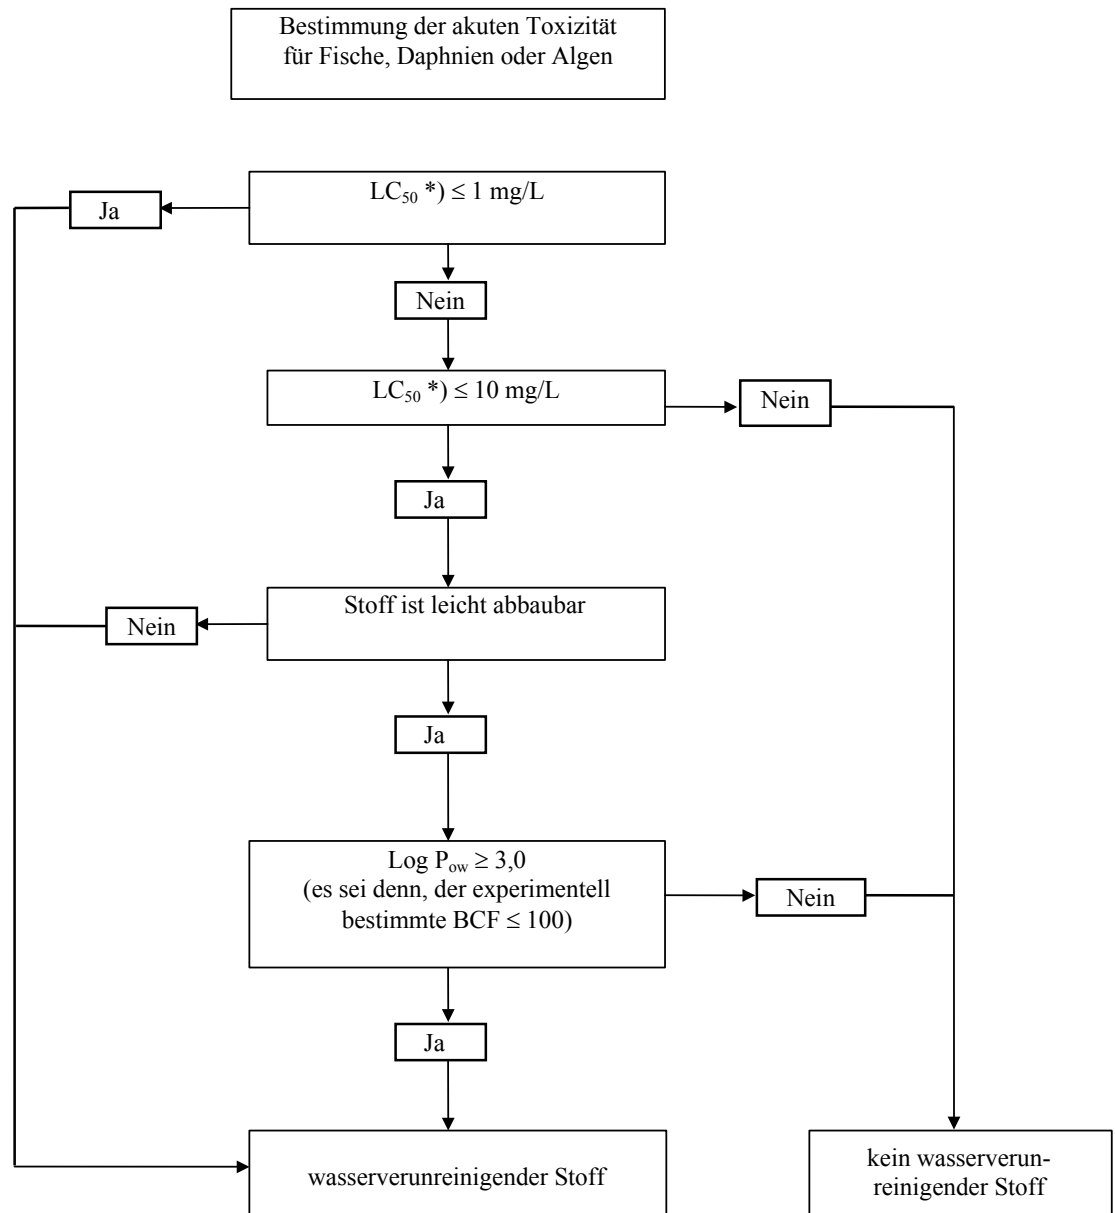 Bestimmung der akuten Toxizität
für Fische, Daphnien oder Algen
LC₅₀ *) ≤ 1 mg/L
Ja
Nein
LC₅₀ *) ≤ 10 mg/L
Nein
Ja
Stoff ist leicht abbaubar
Nein
Ja
Log Pₒw ≥ 3,0
(es sei denn, der experimentell
bestimmte BCF ≤ 100)
Nein
Ja
wasserverunreinigender Stoff
kein wasserverun-
reinigender Stoff